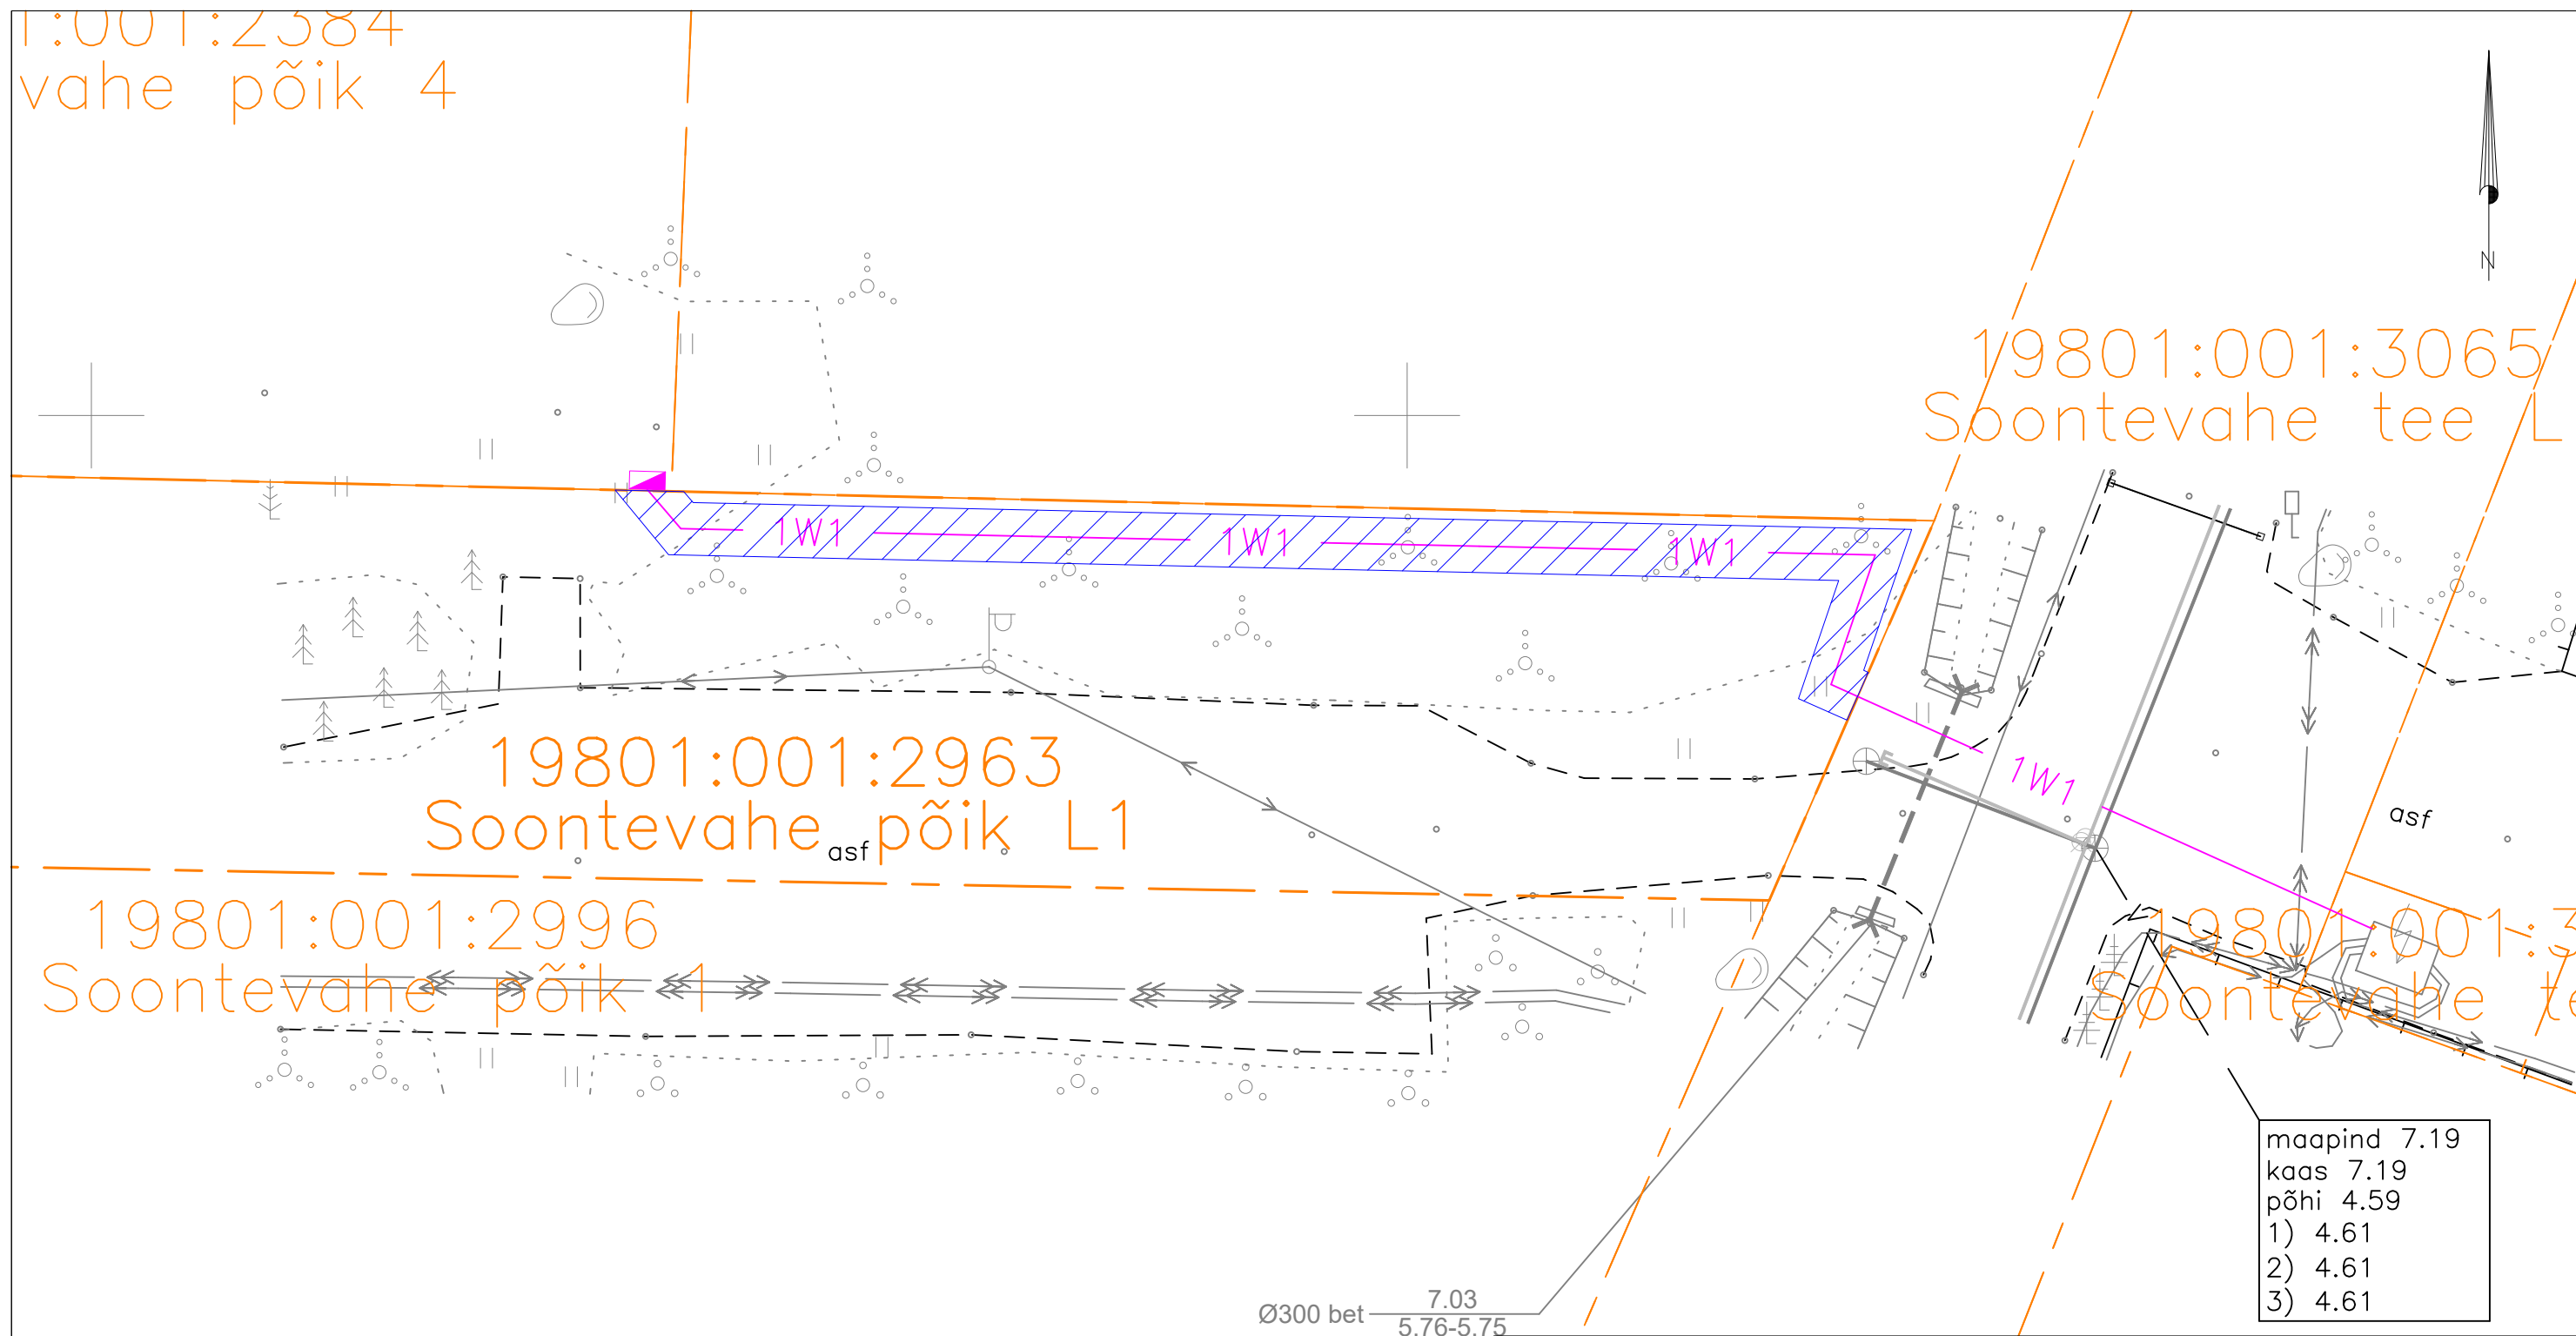 1:001:2384
vahe põik 4
N
19801:001:3065
Soontevahe tee L
1W1
1W1
1W1
1W1
19801:001:2963
Soontevahe põik L1
asf
asf
19801:001:2996
Soontevahe põik 1
19801:001:3
Soontevahe te
maapind 7.19
kaas 7.19
põhi 4.59
1) 4.61
2) 4.61
3) 4.61
Ø300 bet
7.03
5.76-5.75